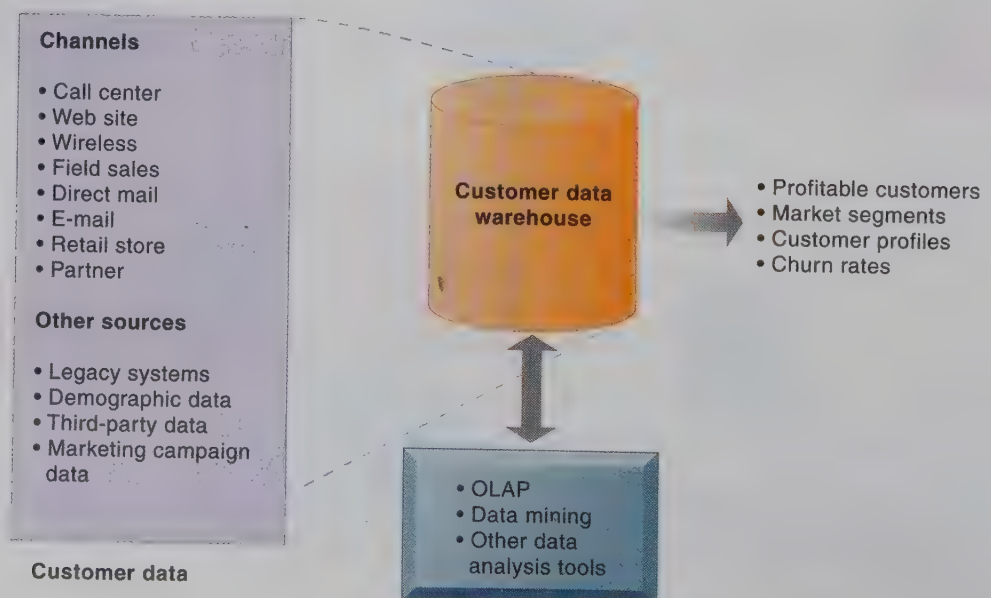 Channels
• Call center
• Web site
• Wireless
• Field sales
• Direct mail
• E-mail
• Retail store
• Partner
Other sources
• Legacy systems
• Demographic data
• Third-party data
• Marketing campaign
data
Customer data
Customer data
warehouse
• OLAP
• Data mining
• Other data
analysis tools
• Profitable customers
• Market segments
• Customer profiles
• Churn rates